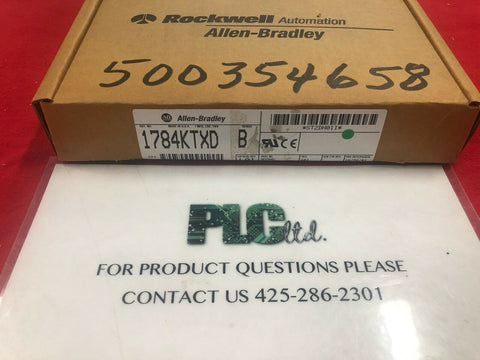 Rockwell Automation
Allen-Bradley
500354658
Allen-Bradley
1784KTXD B
*STZDH0II*
PLC ltd.
FOR PRODUCT QUESTIONS PLEASE
CONTACT US 425-286-2301